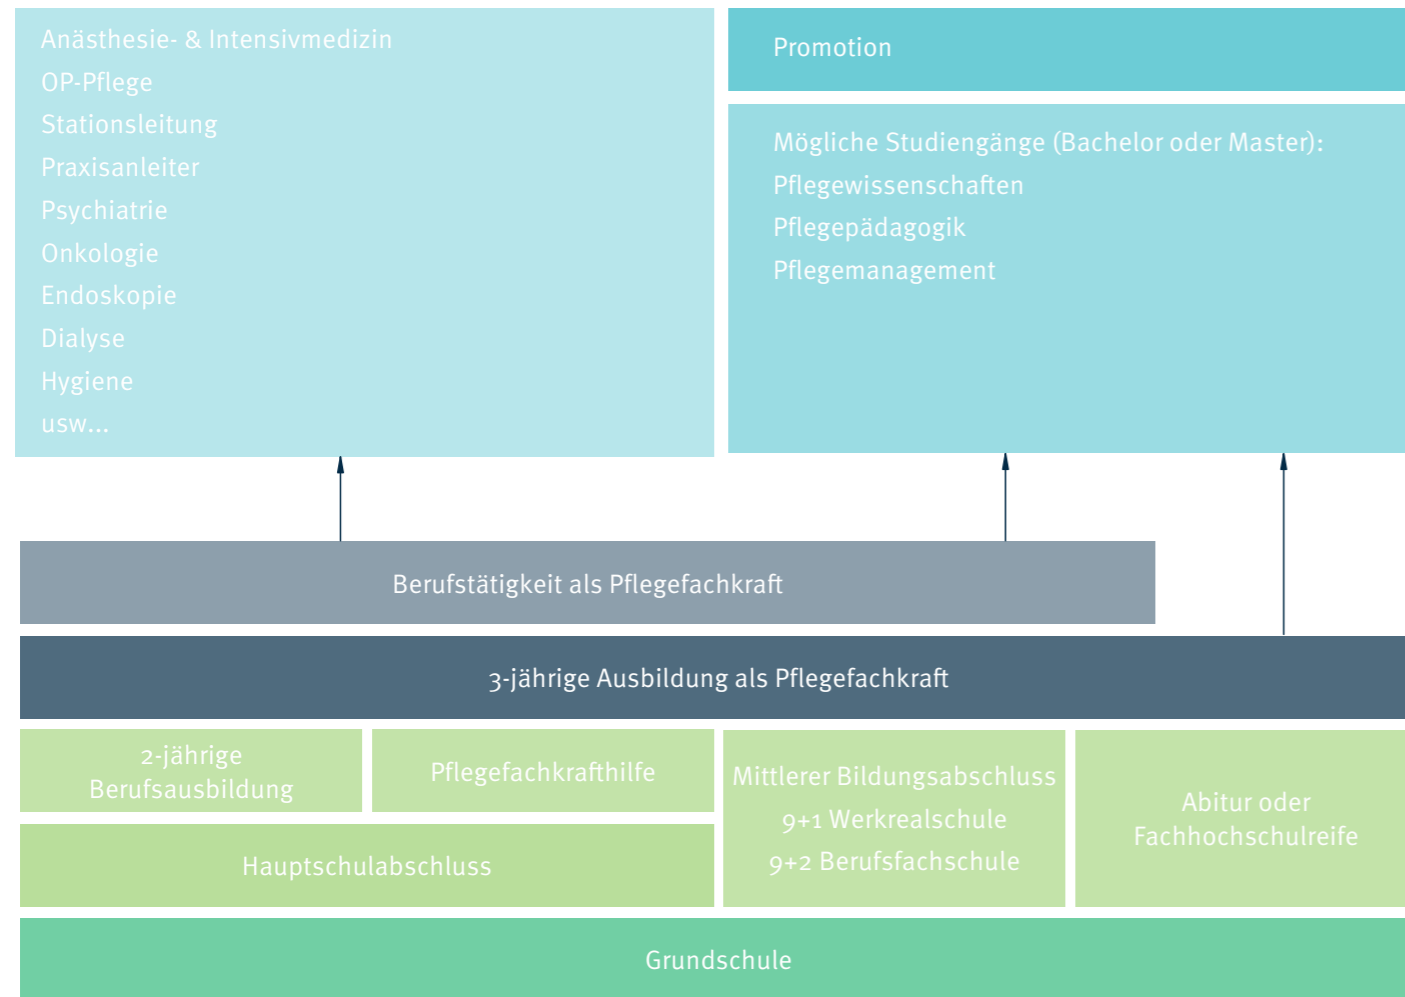 Anästhesie- & Intensivmedizin
OP-Pflege
Stationsleitung
Praxisanleiter
Psychiatrie
Onkologie
Endoskopie
Dialyse
Hygiene
usw...
Promotion
Mögliche Studiengänge (Bachelor oder Master):
Pflegewissenschaften
Pflegepädagogik
Pflegemanagement
Berufstätigkeit als Pflegefachkraft
3-jährige Ausbildung als Pflegefachkraft
2-jährige
Berufsausbildung
Pflegefachkrafthilfe
Mittlerer Bildungsabschluss
9+1 Werkrealschule
9+2 Berufsfachschule
Abitur oder
Fachhochschulreife
Hauptschulabschluss
Grundschule